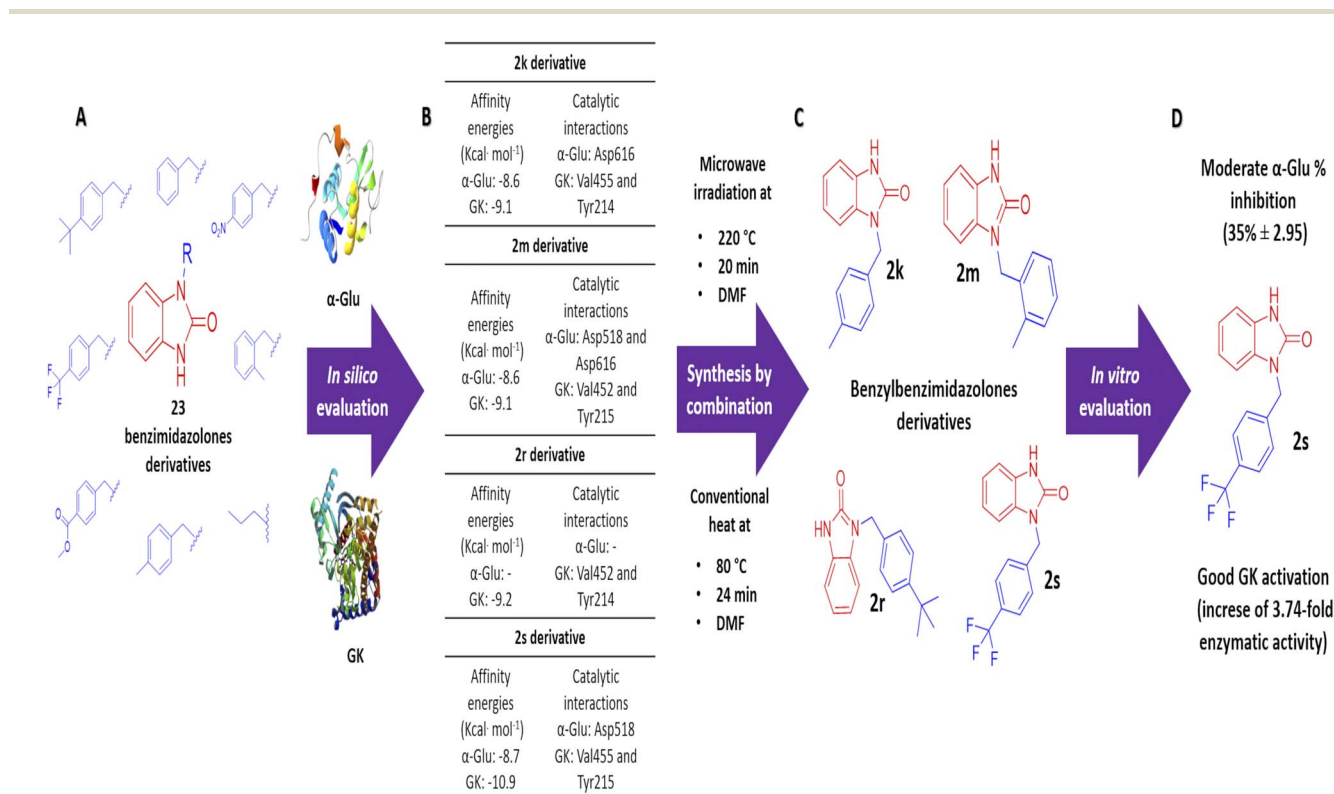 A
O₂N
R
N
O
N
H
F
F
F
O
O
23
benzimidazolones
derivatives
α-Glu
GK
In silico
evaluation
B
2k derivative
Affinity
energies
(Kcal· mol⁻¹)
α-Glu: -8.6
GK: -9.1
Catalytic
interactions
α-Glu: Asp616
GK: Val455 and
Tyr214
2m derivative
Affinity
energies
(Kcal· mol⁻¹)
α-Glu: -8.6
GK: -9.1
Catalytic
interactions
α-Glu: Asp518 and
Asp616
GK: Val452 and
Tyr215
2r derivative
Affinity
energies
(Kcal· mol⁻¹)
α-Glu: -
GK: -9.2
Catalytic
interactions
α-Glu: -
GK: Val452 and
Tyr214
2s derivative
Affinity
energies
(Kcal· mol⁻¹)
α-Glu: -8.7
GK: -10.9
Catalytic
interactions
α-Glu: Asp518
GK: Val455 and
Tyr215
Microwave
irradiation at
• 220 °C
• 20 min
• DMF
Synthesis by
combination
Conventional
heat at
• 80 °C
• 24 min
• DMF
C
H
N
O
N
2k
H
N
O
N
2m
Benzylbenzimidazolones
derivatives
O
HN
N
2r
H
N
O
N
2s
F
F
F
In vitro
evaluation
D
Moderate α-Glu %
inhibition
(35% ± 2.95)
H
N
O
N
2s
F
F
F
Good GK activation
(increse of 3.74-fold
enzymatic activity)